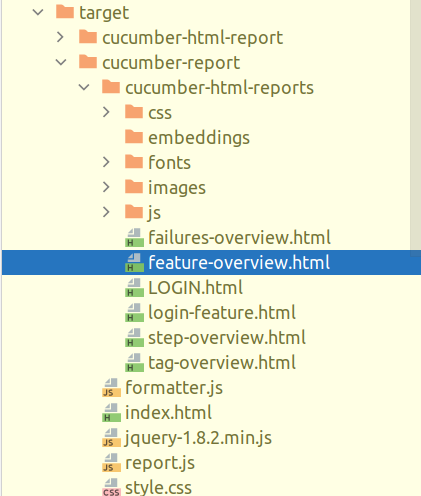 target
cucumber-html-report
cucumber-report
cucumber-html-reports
css
embeddings
fonts
images
js
failures-overview.html
feature-overview.html
LOGIN.html
login-feature.html
step-overview.html
tag-overview.html
formatter.js
index.html
jquery-1.8.2.min.js
report.js
style.css